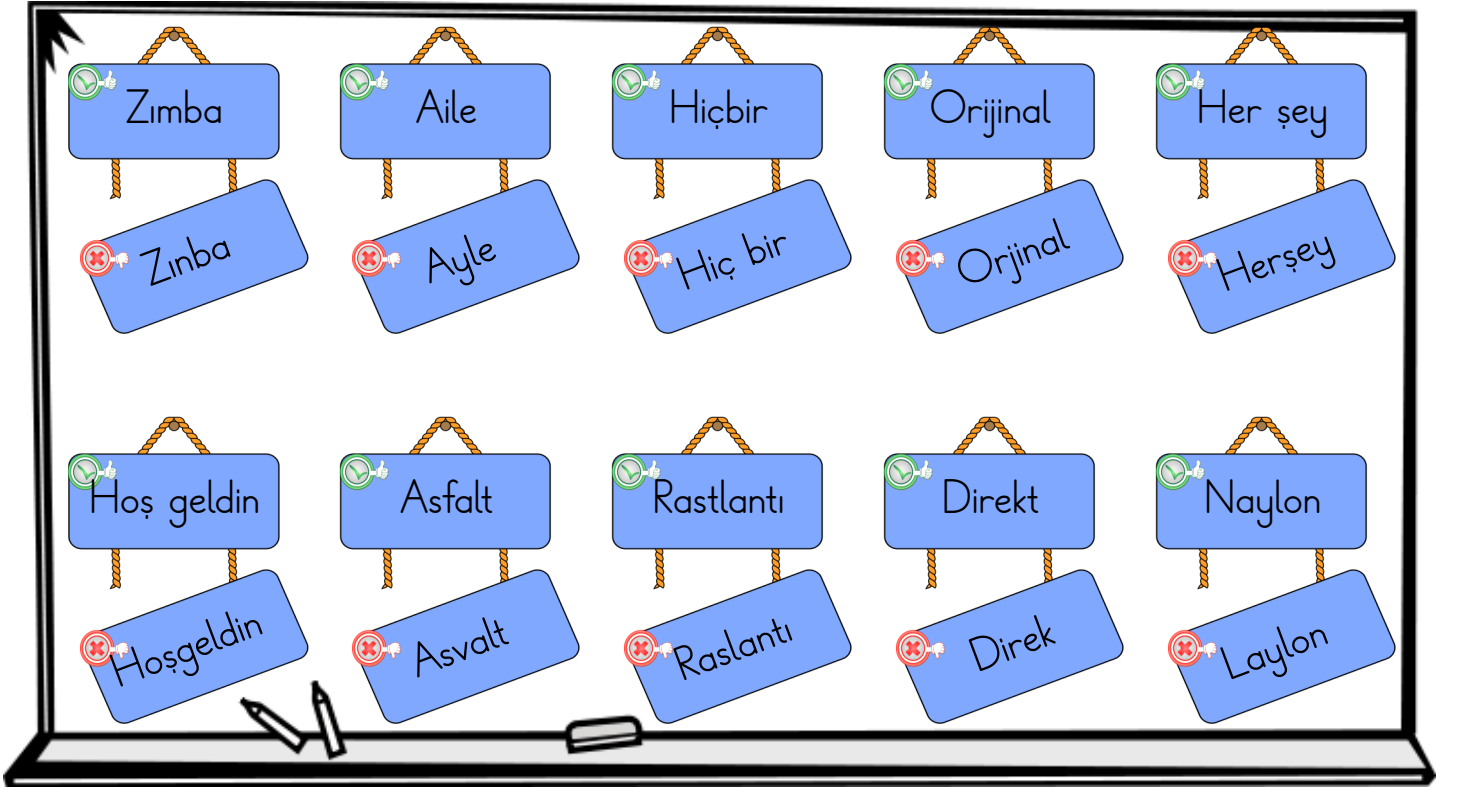 Zımba
Aile
Hiçbir
Orijinal
Her şey
Zınba
Ayle
Hiç bir
Orjinal
Herşey
Hoş geldin
Asfalt
Rastlantı
Direkt
Naylon
Hoşgeldin
Asvalt
Raslantı
Direk
Laylon